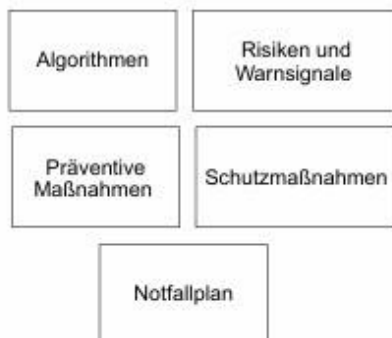 Algorithmen
Risiken und
Warnsignale
Präventive
Maßnahmen
Schutzmaßnahmen
Notfallplan